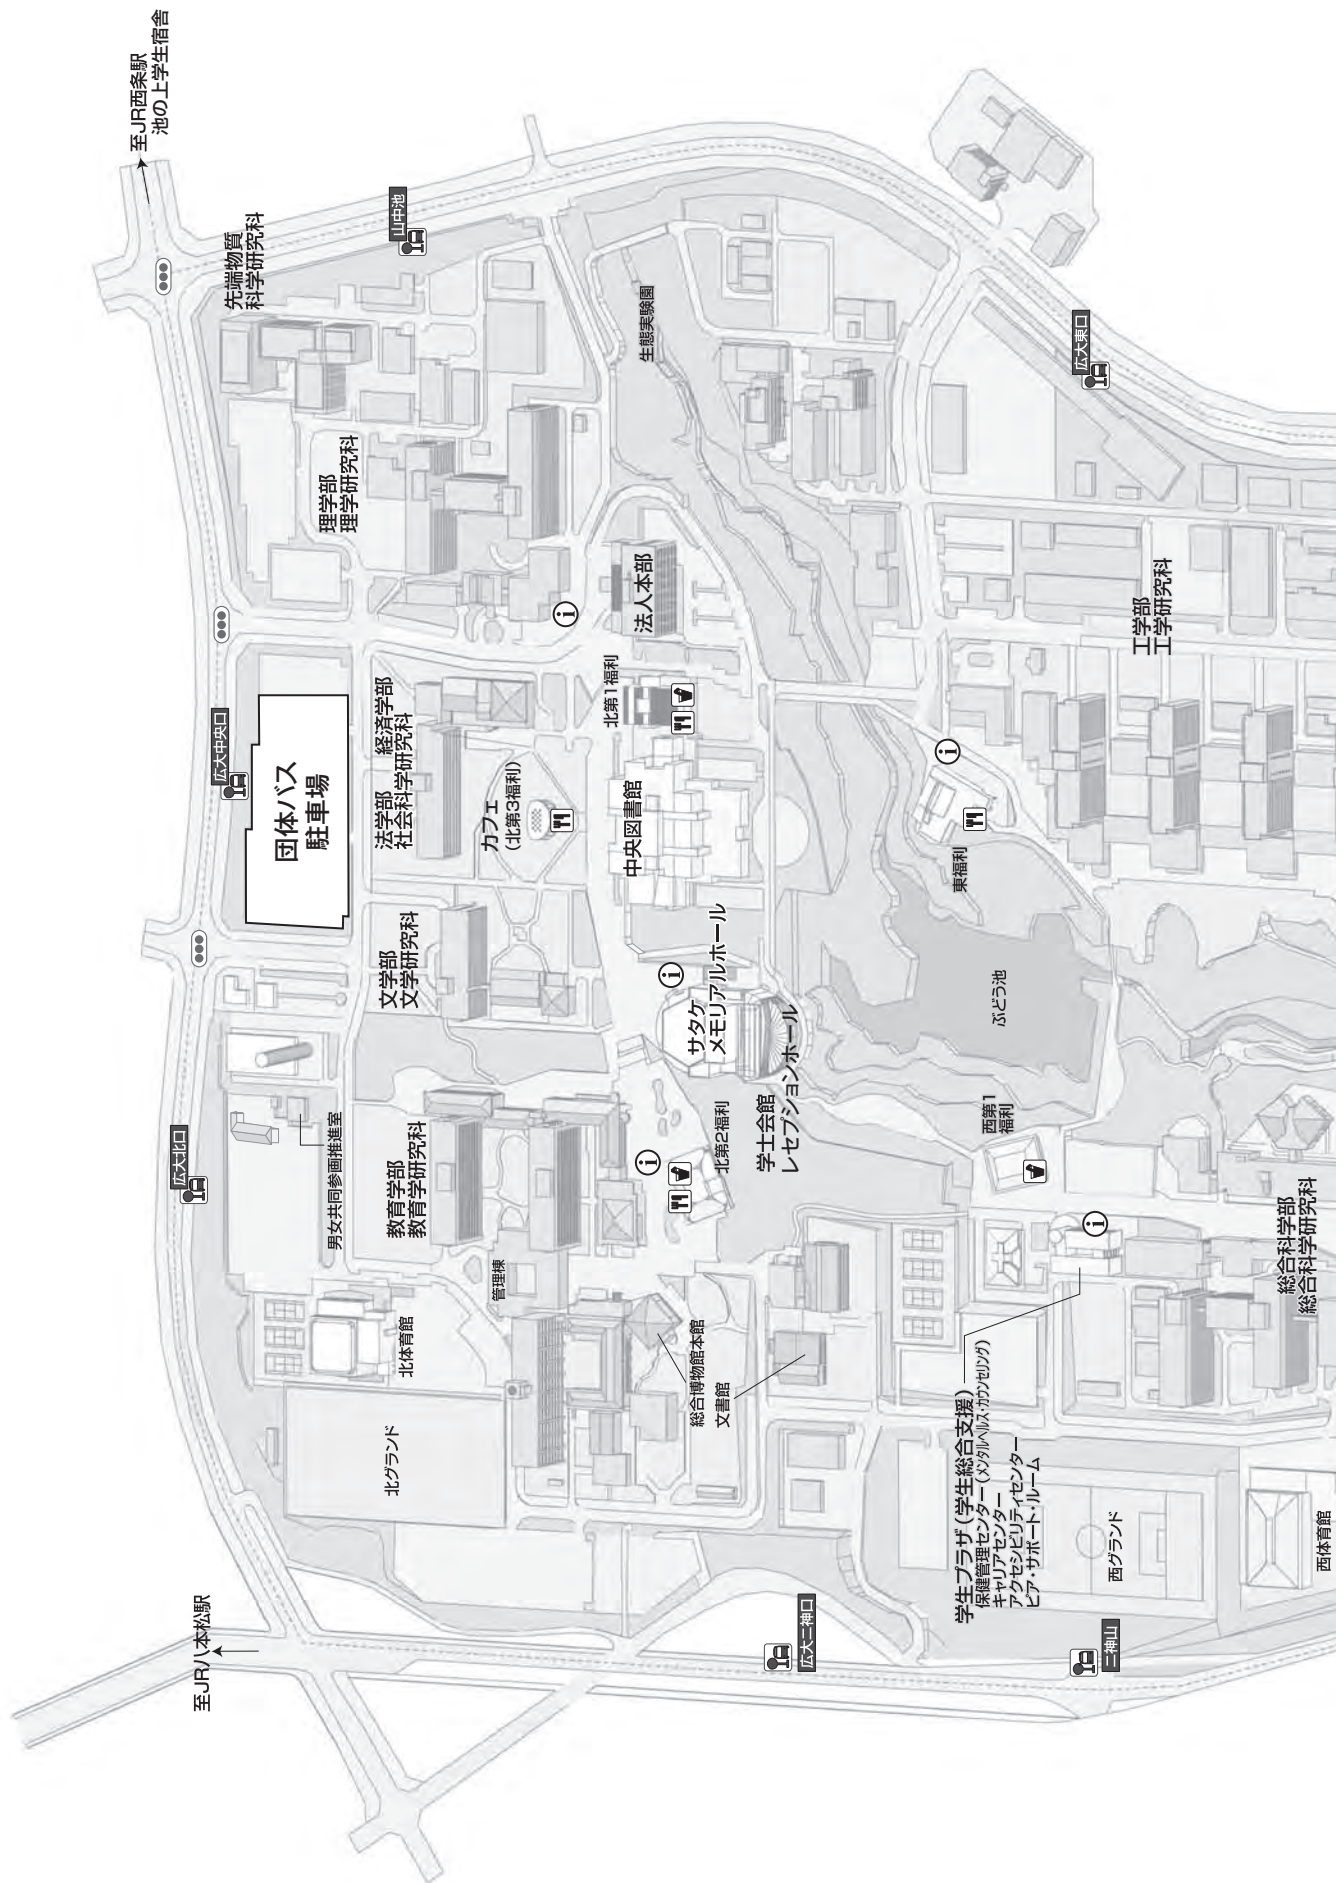 至JR西条駅
池の上学生宿舎
先端物質
科学研究科
山中池
生態実験園
広大東口
理学部
理学研究科
法人本部
工学部
工学研究科
広大中央口
団体バス
駐車場
法学部　経済学部
社会科学研究科
カフェ
(北第3福利)
北第1福利
中央図書館
東福利
文学部
文学研究科
サタケ
メモリアルホール
ぶどう池
広大北口
男女共同参画推進室
教育学部
教育学研究科
北第2福利
学士会館
レセプションホール
西第1
福利
総合科学部
総合科学研究科
管理棟
北体育館
総合博物館本館
文書館
学生プラザ(学生総合支援)
保健管理センター(メンタルヘルス・カウンセリング)
キャリアセンター
アクセシビリティセンター
ピア・サポート・ルーム
北グランド
西グランド
西体育館
至JR八本松駅
広大二神口
二神山